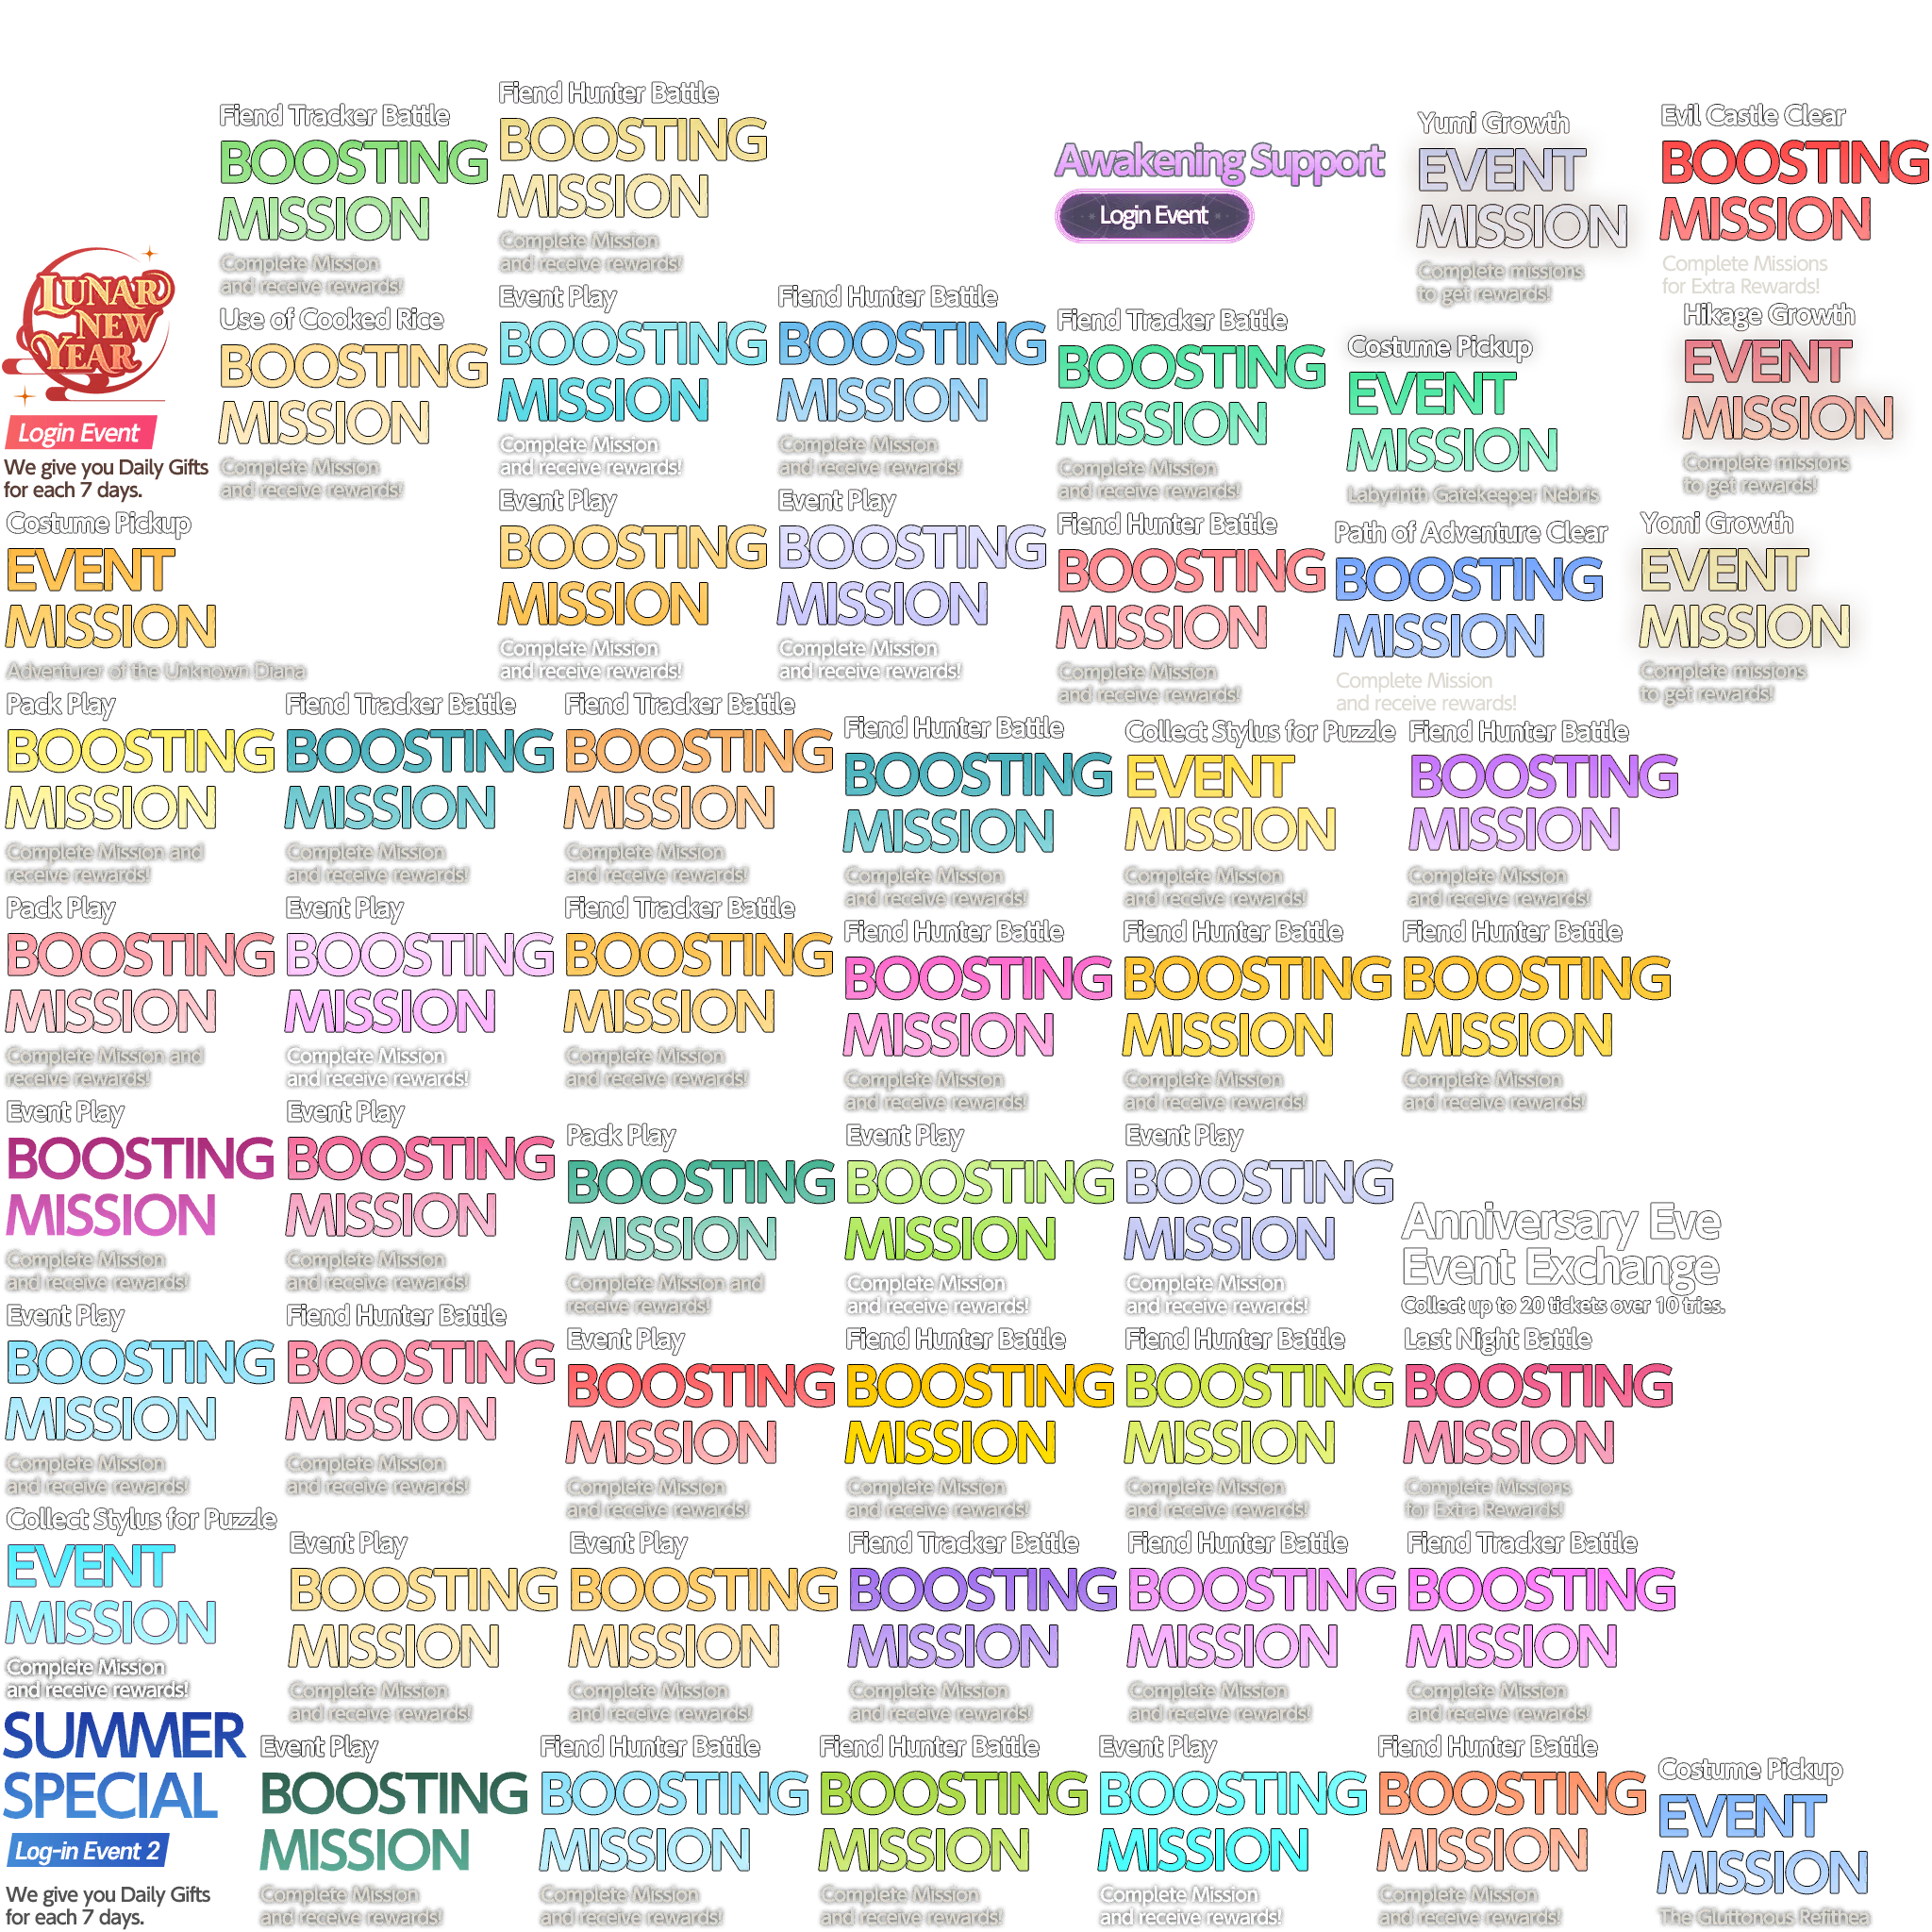 Fiend Tracker Battle
BOOSTING
MISSION
Complete Mission
and receive rewards!
Fiend Hunter Battle
BOOSTING
MISSION
Complete Mission
and receive rewards!
Awakening Support
Login Event
Yumi Growth
EVENT
MISSION
Complete missions
to get rewards!
Evil Castle Clear
BOOSTING
MISSION
Complete Missions
for Extra Rewards!
LUNAR
NEW
YEAR
Login Event
We give you Daily Gifts
for each 7 days.
Use of Cooked Rice
BOOSTING
MISSION
Complete Mission
and receive rewards!
Event Play
BOOSTING
MISSION
Complete Mission
and receive rewards!
Fiend Hunter Battle
BOOSTING
MISSION
Complete Mission
and receive rewards!
Fiend Tracker Battle
BOOSTING
MISSION
Complete Mission
and receive rewards!
Costume Pickup
EVENT
MISSION
Labyrinth Gatekeeper Nebris
Hikage Growth
EVENT
MISSION
Complete missions
to get rewards!
Costume Pickup
EVENT
MISSION
Adventurer of the Unknown Diana
Event Play
BOOSTING
MISSION
Complete Mission
and receive rewards!
Event Play
BOOSTING
MISSION
Complete Mission
and receive rewards!
Fiend Hunter Battle
BOOSTING
MISSION
Complete Mission
and receive rewards!
Path of Adventure Clear
BOOSTING
MISSION
Complete Mission
and receive rewards!
Yomi Growth
EVENT
MISSION
Complete missions
to get rewards!
Pack Play
BOOSTING
MISSION
Complete Mission and
receive rewards!
Fiend Tracker Battle
BOOSTING
MISSION
Complete Mission
and receive rewards!
Fiend Tracker Battle
BOOSTING
MISSION
Complete Mission
and receive rewards!
Fiend Hunter Battle
BOOSTING
MISSION
Complete Mission
and receive rewards!
Collect Stylus for Puzzle
EVENT
MISSION
Complete Mission
and receive rewards!
Fiend Hunter Battle
BOOSTING
MISSION
Complete Mission
and receive rewards!
Pack Play
BOOSTING
MISSION
Complete Mission and
receive rewards!
Event Play
BOOSTING
MISSION
Complete Mission
and receive rewards!
Fiend Tracker Battle
BOOSTING
MISSION
Complete Mission
and receive rewards!
Fiend Hunter Battle
BOOSTING
MISSION
Complete Mission
and receive rewards!
Fiend Hunter Battle
BOOSTING
MISSION
Complete Mission
and receive rewards!
Fiend Hunter Battle
BOOSTING
MISSION
Complete Mission
and receive rewards!
Event Play
BOOSTING
MISSION
Complete Mission
and receive rewards!
Event Play
BOOSTING
MISSION
Complete Mission
and receive rewards!
Pack Play
BOOSTING
MISSION
Complete Mission and
receive rewards!
Event Play
BOOSTING
MISSION
Complete Mission
and receive rewards!
Event Play
BOOSTING
MISSION
Complete Mission
and receive rewards!
Anniversary Eve
Event Exchange
Collect up to 20 tickets over 10 tries.
Event Play
BOOSTING
MISSION
Complete Mission
and receive rewards!
Fiend Hunter Battle
BOOSTING
MISSION
Complete Mission
and receive rewards!
Event Play
BOOSTING
MISSION
Complete Mission
and receive rewards!
Fiend Hunter Battle
BOOSTING
MISSION
Complete Mission
and receive rewards!
Fiend Hunter Battle
BOOSTING
MISSION
Complete Mission
and receive rewards!
Last Night Battle
BOOSTING
MISSION
Complete Missions
for Extra Rewards!
Collect Stylus for Puzzle
EVENT
MISSION
Complete Mission
and receive rewards!
Event Play
BOOSTING
MISSION
Complete Mission
and receive rewards!
Event Play
BOOSTING
MISSION
Complete Mission
and receive rewards!
Fiend Tracker Battle
BOOSTING
MISSION
Complete Mission
and receive rewards!
Fiend Hunter Battle
BOOSTING
MISSION
Complete Mission
and receive rewards!
Fiend Tracker Battle
BOOSTING
MISSION
Complete Mission
and receive rewards!
SUMMER
SPECIAL
Log-in Event 2
We give you Daily Gifts
for each 7 days.
Event Play
BOOSTING
MISSION
Complete Mission
and receive rewards!
Fiend Hunter Battle
BOOSTING
MISSION
Complete Mission
and receive rewards!
Fiend Hunter Battle
BOOSTING
MISSION
Complete Mission
and receive rewards!
Event Play
BOOSTING
MISSION
Complete Mission
and receive rewards!
Fiend Hunter Battle
BOOSTING
MISSION
Complete Mission
and receive rewards!
Costume Pickup
EVENT
MISSION
The Gluttonous Refithea